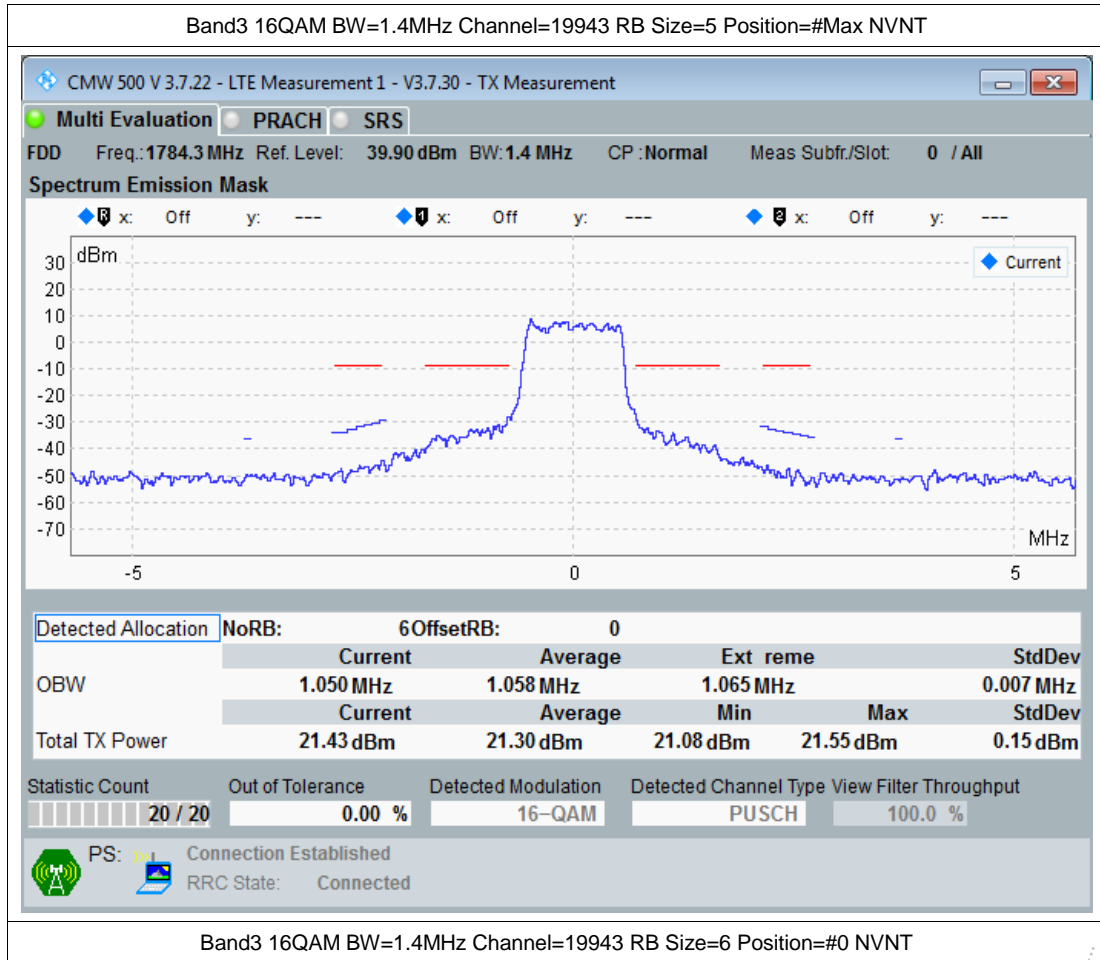 Band3 16QAM BW=1.4MHz Channel=19943 RB Size=5 Position=#Max NVNT
CMW 500 V 3.7.22 - LTE Measurement 1 - V3.7.30 - TX Measurement
Multi Evaluation PRACH SRS
FDD Freq.:1784.3 MHz Ref. Level: 39.90 dBm BW:1.4 MHz CP :Normal Meas Subfr./Slot: 0 / All
Spectrum Emission Mask
R x: Off y: --- 1 x: Off y: --- 2 x: Off y: ---
dBm
Current
30
20
10
0
-10
-20
-30
-40
-50
-60
-70
MHz
-5 0 5
Detected Allocation NoRB: 6 OffsetRB: 0
Current Average Ext reme StdDev
OBW 1.050 MHz 1.058 MHz 1.065 MHz 0.007 MHz
Current Average Min Max StdDev
Total TX Power 21.43 dBm 21.30 dBm 21.08 dBm 21.55 dBm 0.15 dBm
Statistic Count Out of Tolerance Detected Modulation Detected Channel Type View Filter Throughput
20 / 20 0.00 % 16-QAM PUSCH 100.0 %
PS: Connection Established
RRC State: Connected
Band3 16QAM BW=1.4MHz Channel=19943 RB Size=6 Position=#0 NVNT